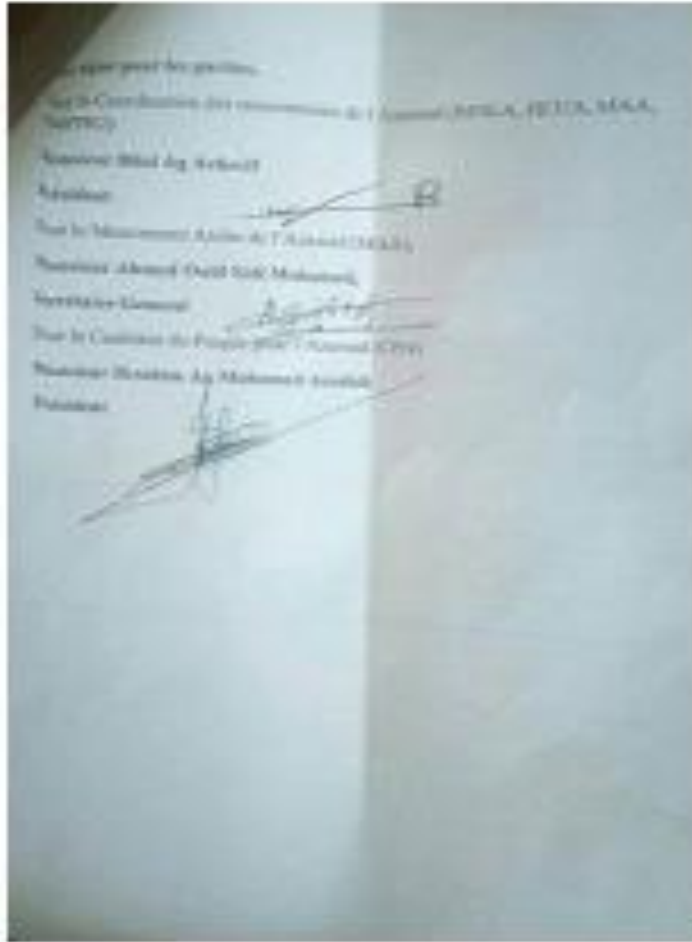 pour les parties,
la Coordination des mouvements de l'Azawad (MNLA, HCUA, MAA,
Monsieur Bilal Ag Acherif
Président
Pour le Mouvement Arabe de l'Azawad (MAA),
Monsieur Ahmed Ould Sidi Mohamed,
Secrétaire Général
Pour la Coalition du Peuple pour l'Azawad (CPA)
Monsieur Ibrahim Ag Mohamed Assaleh
Président